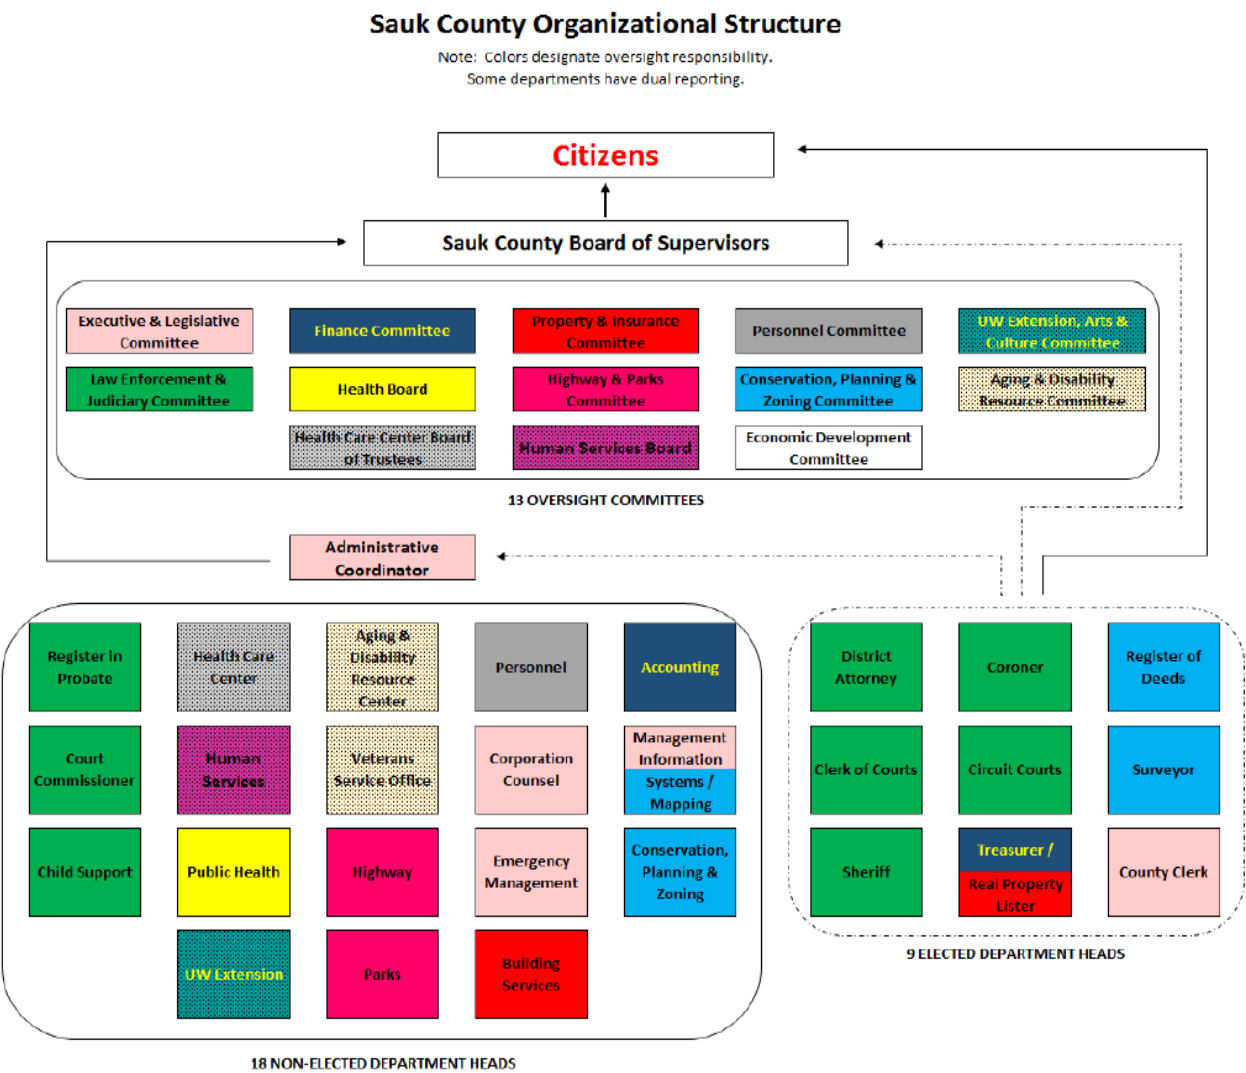 Sauk County Organizational Structure
Note: Colors designate oversight responsibility.
Some departments have dual reporting.
Citizens
Sauk County Board of Supervisors
Executive & Legislative
Committee
Finance Committee
Property & Insurance
Committee
Personnel Committee
UW Extension, Arts &
Culture Committee
Law Enforcement &
Judiciary Committee
Health Board
Highway & Parks
Committee
Conservation, Planning &
Zoning Committee
Aging & Disability
Resource Committee
Health Care Center Board
of Trustees
Human Services Board
Economic Development
Committee
13 OVERSIGHT COMMITTEES
Administrative
Coordinator
Register in
Probate
Health Care
Center
Aging &
Disability
Resource
Center
Personnel
Accounting
Court
Commissioner
Human
Services
Veterans
Service Office
Corporation
Counsel
Management
Information
Systems /
Mapping
Child Support
Public Health
Highway
Emergency
Management
Conservation,
Planning &
Zoning
UW Extension
Parks
Building
Services
18 NON-ELECTED DEPARTMENT HEADS
District
Attorney
Coroner
Register of
Deeds
Clerk of Courts
Circuit Courts
Surveyor
Sheriff
Treasurer /
Real Property
Lister
County Clerk
9 ELECTED DEPARTMENT HEADS